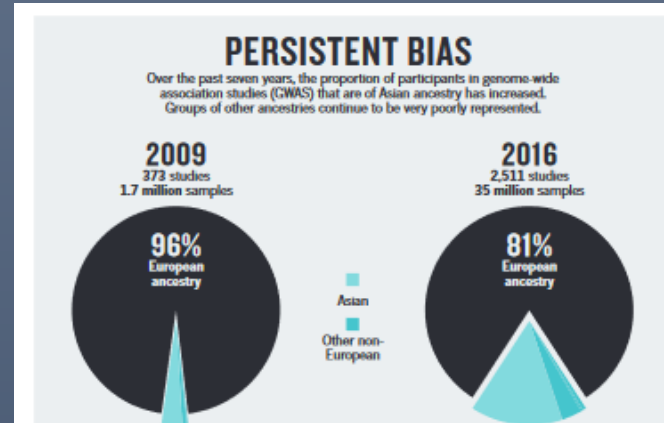 PERSISTENT BIAS
Over the past seven years, the proportion of participants in genome-wide
association studies (GWAS) that are of Asian ancestry has increased.
Groups of other ancestries continue to be very poorly represented.
2009
373 studies
1.7 million samples
2016
2,511 studies
35 million samples
96%
European
ancestry
Asian
Other non-
European
81%
European
ancestry